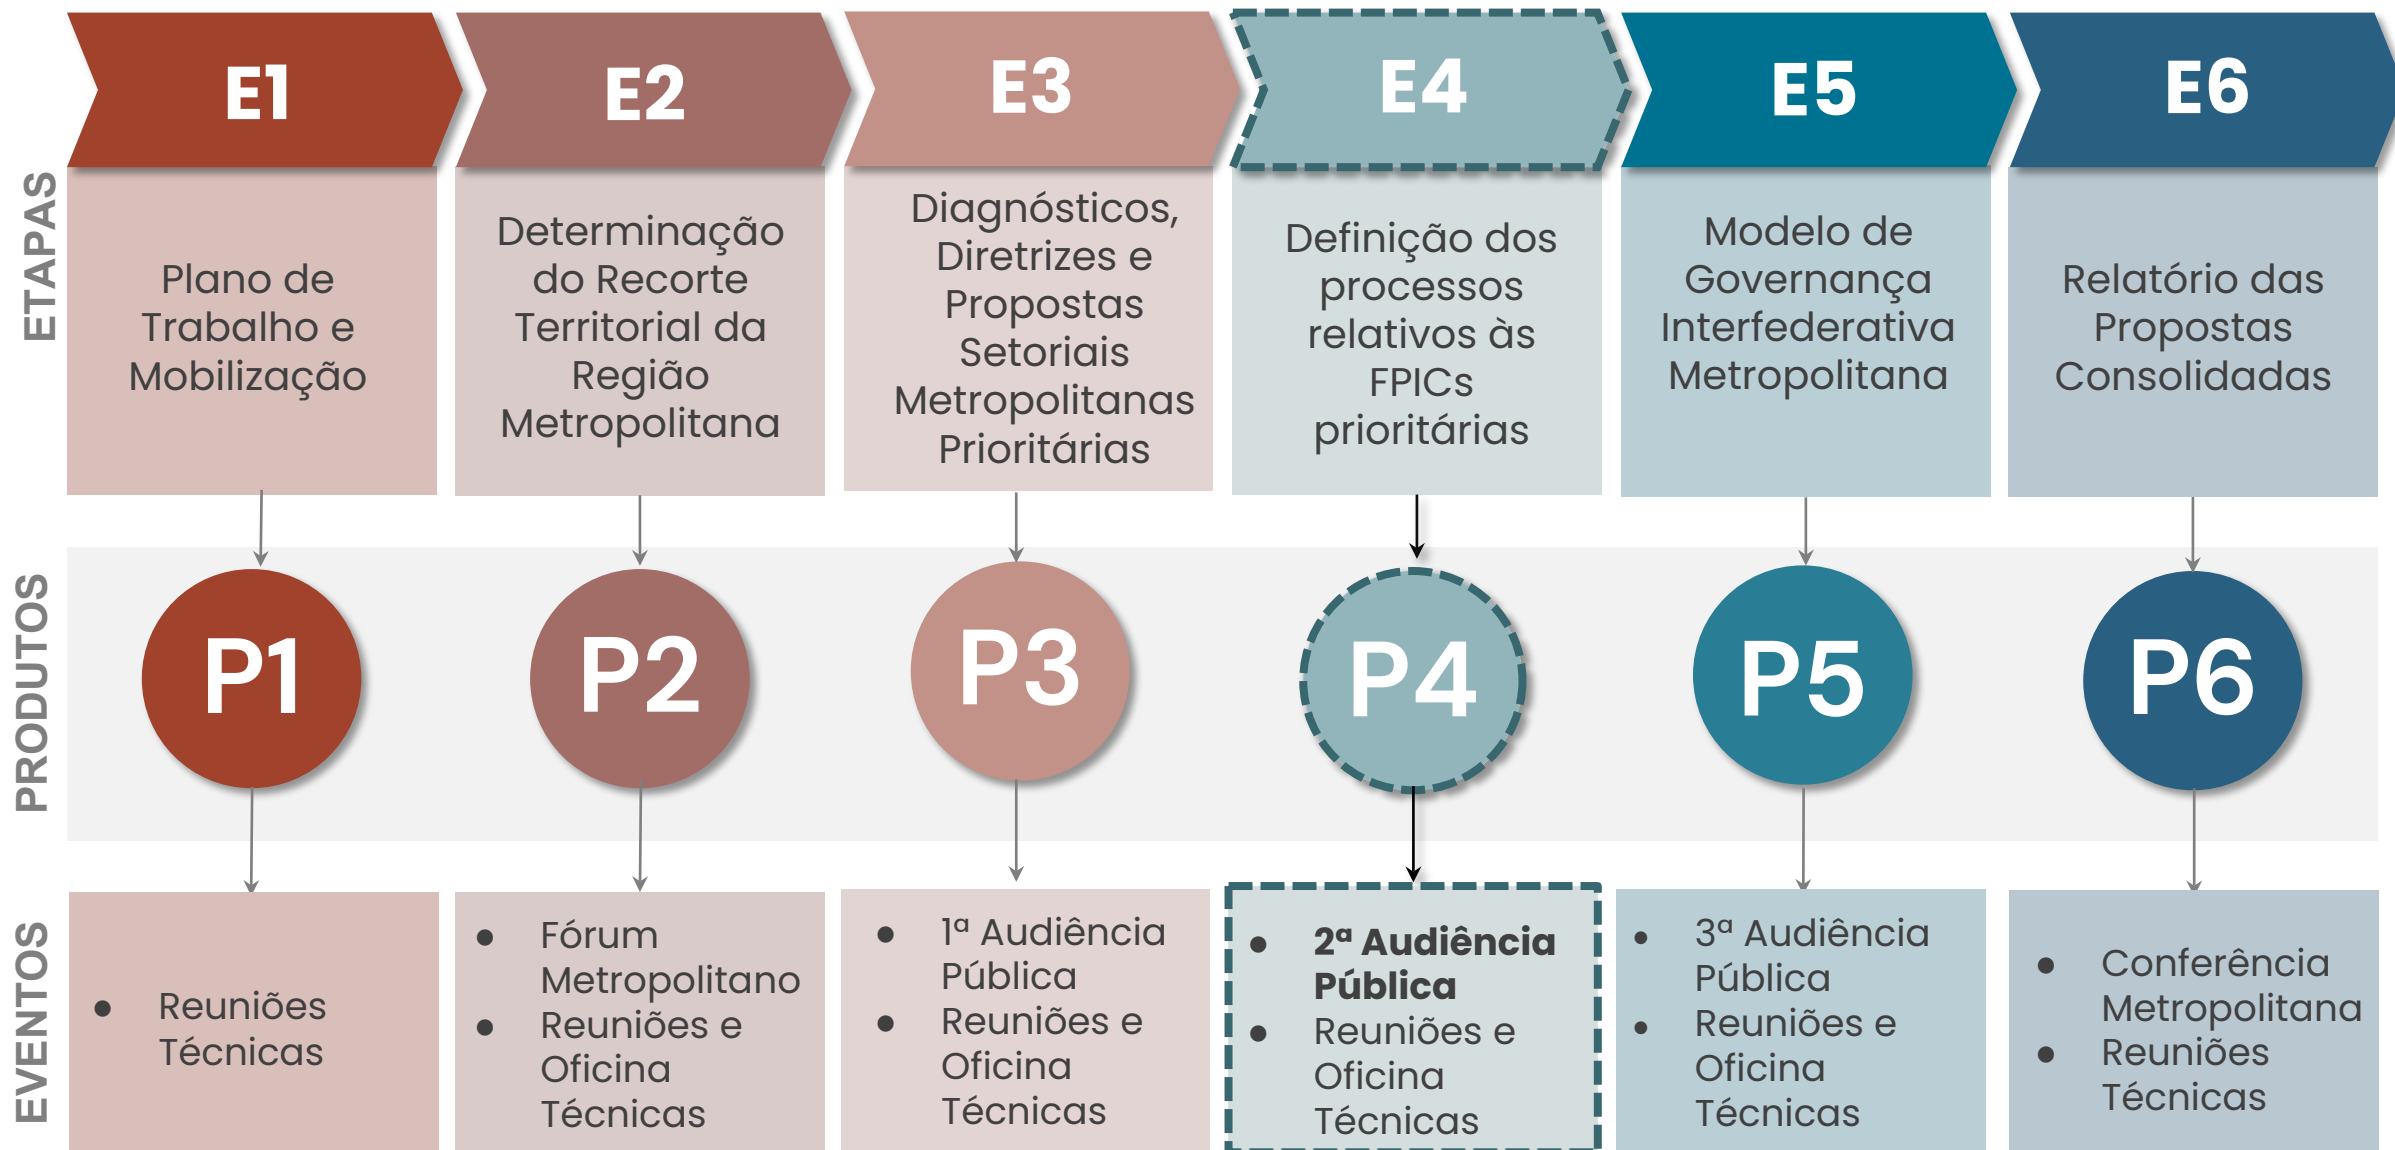 E1
E2
E3
E4
E5
E6
ETAPAS
Plano de
Trabalho e
Mobilização
Determinação
do Recorte
Territorial da
Região
Metropolitana
Diagnósticos,
Diretrizes e
Propostas
Setoriais
Metropolitanas
Prioritárias
Definição dos
processos
relativos às
FPICs
prioritárias
Modelo de
Governança
Interfederativa
Metropolitana
Relatório das
Propostas
Consolidadas
PRODUTOS
P1
P2
P3
P4
P5
P6
EVENTOS
● Reuniões
Técnicas
● Fórum
Metropolitano
● Reuniões e
Oficina
Técnicas
● 1ª Audiência
Pública
● Reuniões e
Oficina
Técnicas
● 2ª Audiência
Pública
● Reuniões e
Oficina
Técnicas
● 3ª Audiência
Pública
● Reuniões e
Oficina
Técnicas
● Conferência
Metropolitana
● Reuniões
Técnicas